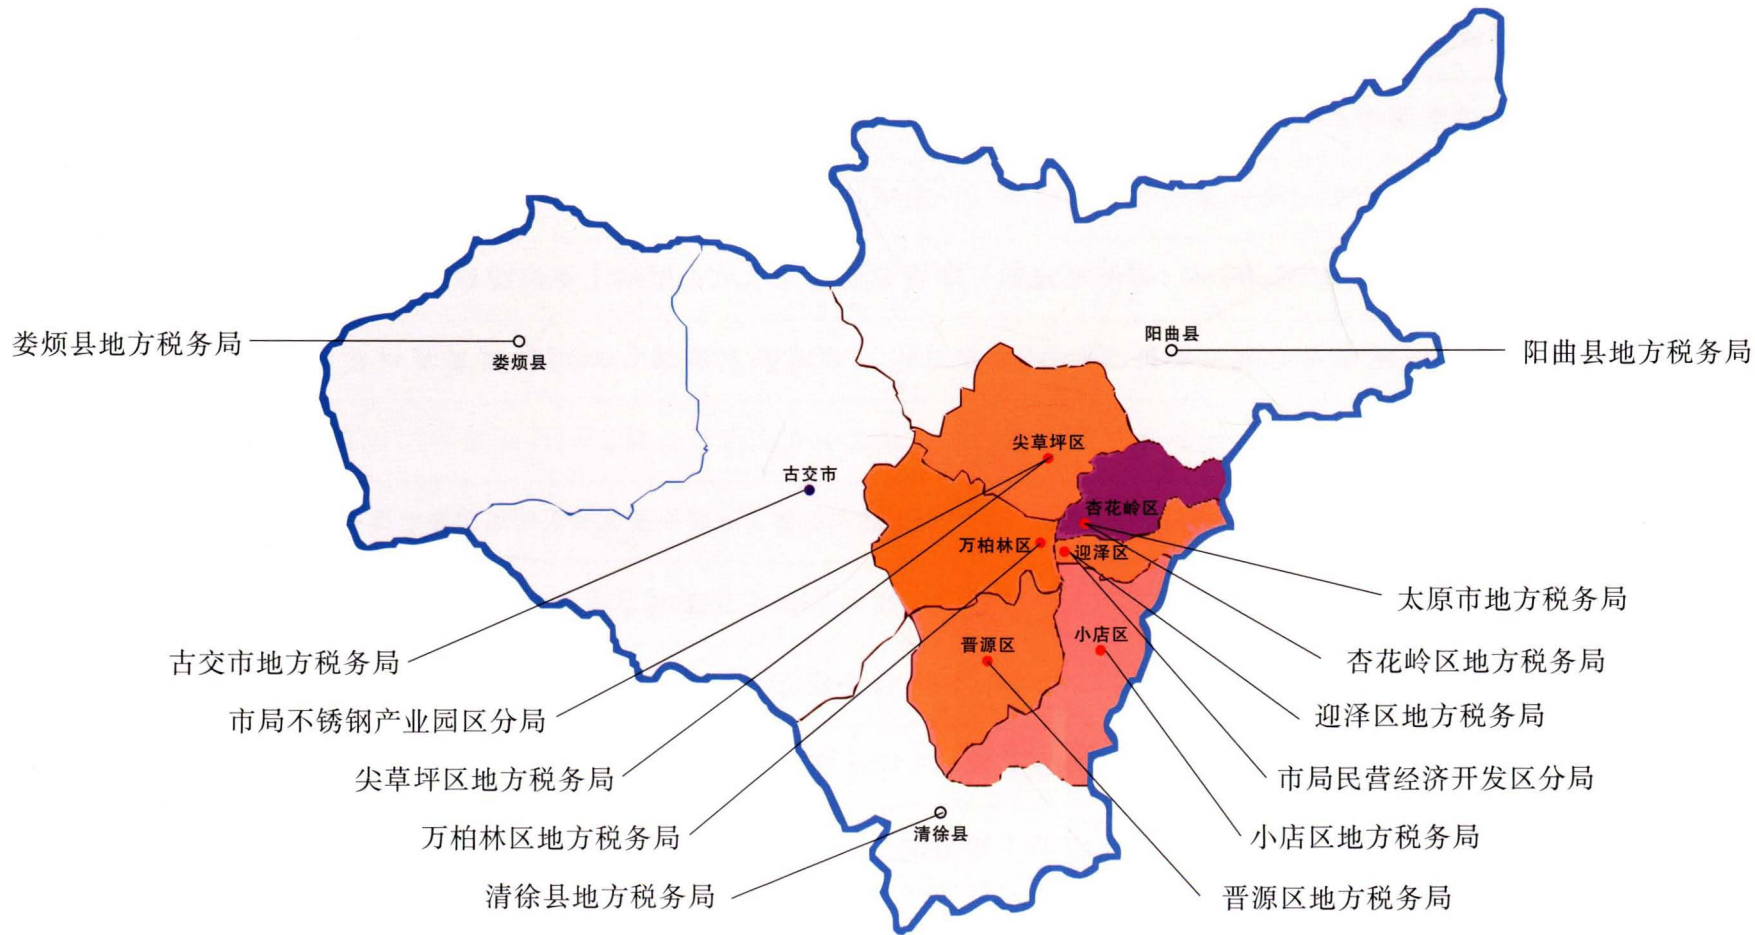 阳曲县
娄烦县地方税务局
娄烦县
阳曲县地方税务局
尖草坪区
古交市
杏花岭区
万柏林区
迎泽区
太原市地方税务局
小店区
晋源区
古交市地方税务局
杏花岭区地方税务局
市局不锈钢产业园区分局
迎泽区地方税务局
尖草坪区地方税务局
市局民营经济开发区分局
万柏林区地方税务局
清徐县
小店区地方税务局
清徐县地方税务局
晋源区地方税务局